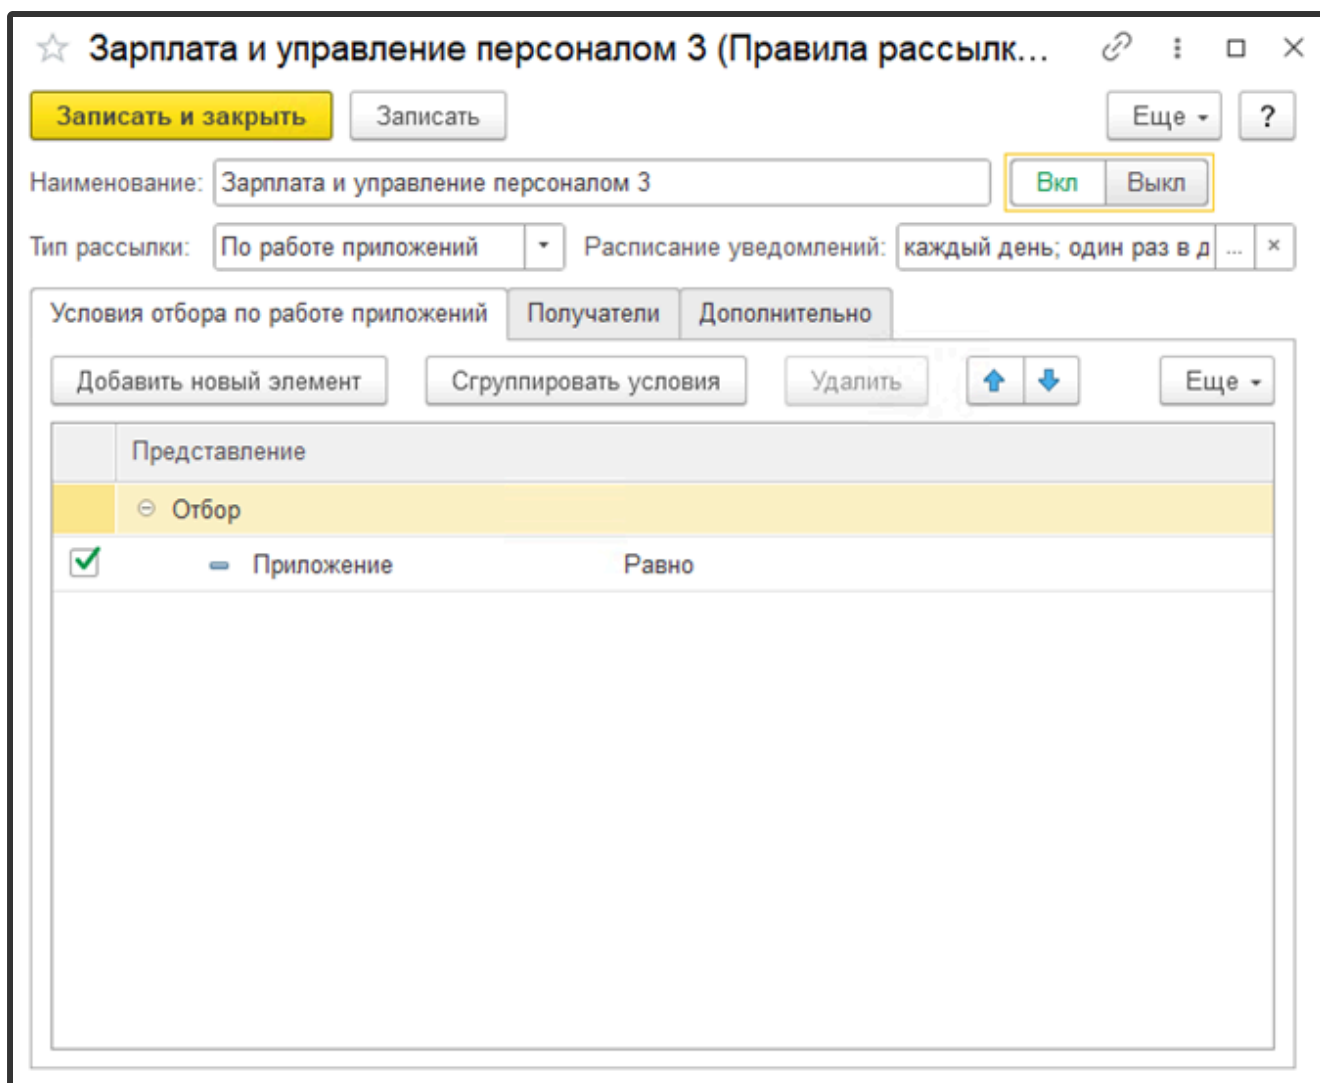 Зарплата и управление персоналом 3 (Правила рассылк...
Записать и закрыть Записать Еще ?
Наименование: Зарплата и управление персоналом 3 Вкл Выкл
Тип рассылки: По работе приложений Расписание уведомлений: каждый день; один раз в д ... ×
Условия отбора по работе приложений Получатели Дополнительно
Добавить новый элемент Сгруппировать условия Удалить Еще
Представление
Отбор
Приложение Равно